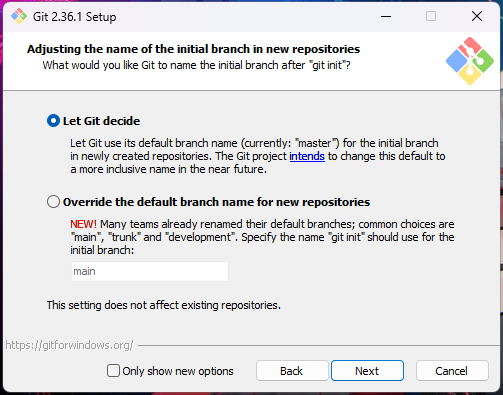 Git 2.36.1 Setup
Adjusting the name of the initial branch in new repositories
What would you like Git to name the initial branch after "git init"?
Let Git decide
Let Git use its default branch name (currently: "master") for the initial branch
in newly created repositories. The Git project intends to change this default to
a more inclusive name in the near future.
Override the default branch name for new repositories
NEW! Many teams already renamed their default branches; common choices are
"main", "trunk" and "development". Specify the name "git init" should use for the
initial branch:
main
This setting does not affect existing repositories.
https://gitforwindows.org/
Only show new options
Back
Next
Cancel